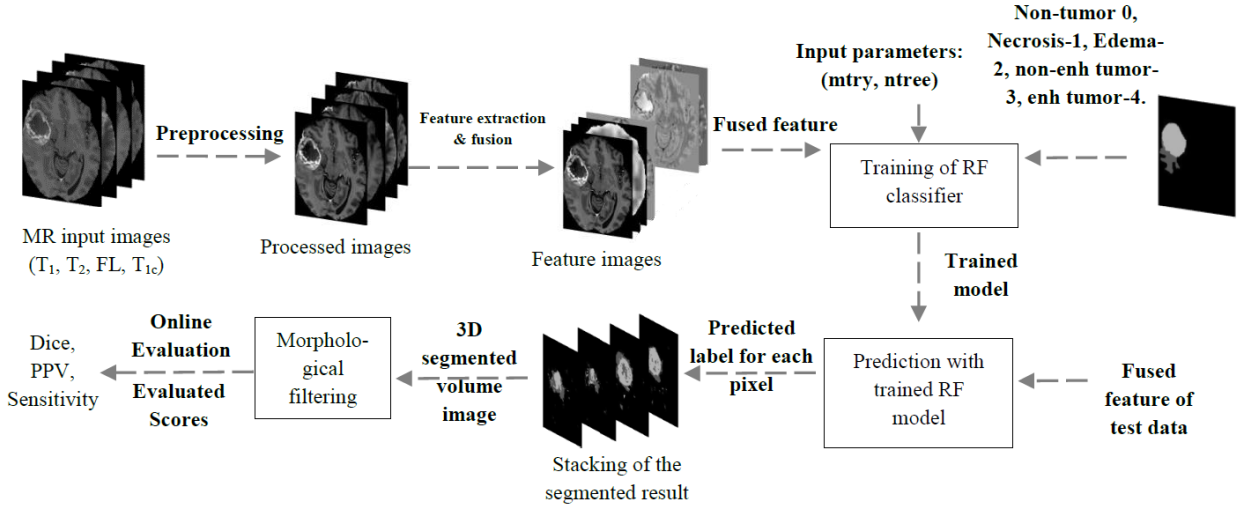 Non-tumor 0,
Necrosis-1, Edema-
2, non-enh tumor-
3, enh tumor-4.
Input parameters:
(mtry, ntree)
Preprocessing
Feature extraction
& fusion
Fused feature
Training of RF
classifier
MR input images
(T1, T2, FL, T1c)
Processed images
Feature images
Trained
model
Dice,
PPV,
Sensitivity
Online
Evaluation
Evaluated
Scores
Morpholo-
gical
filtering
3D
segmented
volume
image
Stacking of the
segmented result
Predicted
label for each
pixel
Prediction with
trained RF
model
Fused
feature of
test data